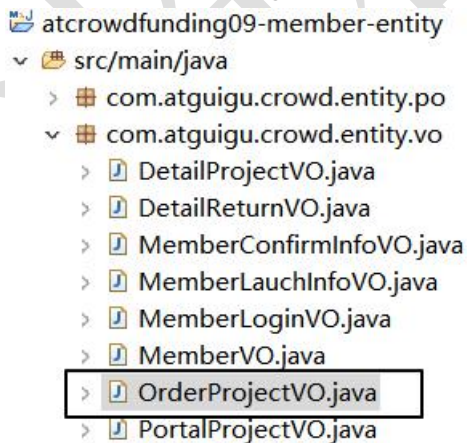 atcrowdfunding09-member-entity
src/main/java
com.atguigu.crowd.entity.po
com.atguigu.crowd.entity.vo
DetailProjectVO.java
DetailReturnVO.java
MemberConfirmInfoVO.java
MemberLauchInfoVO.java
MemberLoginVO.java
MemberVO.java
OrderProjectVO.java
PortalProjectVO.java